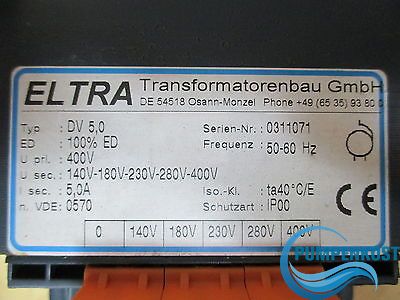 ELTRA Transformatorenbau GmbH
DE 54518 Osann-Monzel Phone +49 (65 35) 93 80 0
Typ : DV 5,0 Serien-Nr. : 0311071
ED : 100% ED Frequenz : 50-60 Hz
U pri. : 400V
U sec. : 140V-180V-230V-280V-400V
I sec. : 5,0A Iso.-Kl. : ta40°C/E
n. VDE: 0570 Schutzart : IP00
CE
0 140V 180V 230V 280V 400V
PUMPENKOST